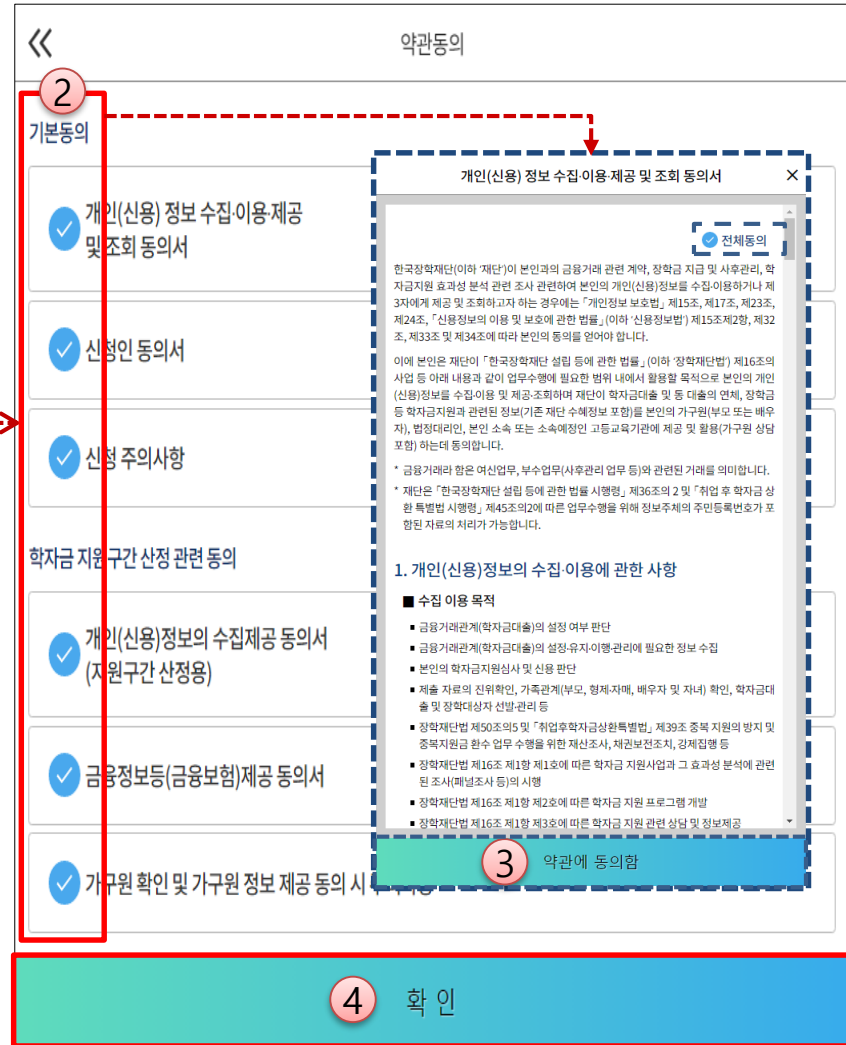 약관동의
2
기본동의
개인(신용) 정보 수집·이용·제공
및 조회 동의서
신청인 동의서
신청 주의사항
학자금 지원구간 산정 관련 동의
개인(신용)정보의 수집제공 동의서
(지원구간 산정용)
금융정보등(금융보험)제공 동의서
가구원 확인 및 가구원 정보 제공 동의 시
개인(신용) 정보 수집·이용·제공 및 조회 동의서
전체동의
한국장학재단(이하 '재단')이 본인과의 금융거래 관련 계약, 장학금 지급 및 사후관리, 학
자금지원 효과성 분석 관련 조사 관련하여 본인의 개인(신용)정보를 수집·이용하거나 제
3자에게 제공 및 조회하고자 하는 경우에는 「개인정보 보호법」 제15조, 제17조, 제23조,
제24조, 「신용정보의 이용 및 보호에 관한 법률」(이하 '신용정보법') 제15조제2항, 제32
조, 제33조 및 제34조에 따라 본인의 동의를 얻어야 합니다.
이에 본인은 재단이 「한국장학재단 설립 등에 관한 법률」(이하 '장학재단법') 제16조의
사업 등 아래 내용과 같이 업무수행에 필요한 범위 내에서 활용할 목적으로 본인의 개인
(신용)정보를 수집·이용 및 제공·조회하며 재단이 학자금대출 및 동 대출의 연체, 장학금
등 학자금지원과 관련된 정보(기존 재단 수혜정보 포함)를 본인의 가구원(부모 또는 배우
자), 법정대리인, 본인 소속 또는 소속예정인 고등교육기관에 제공 및 활용(가구원 상담
포함) 하는데 동의합니다.
* 금융거래라 함은 여신업무, 부수업무(사후관리 업무 등)와 관련된 거래를 의미합니다.
* 재단은 「한국장학재단 설립 등에 관한 법률 시행령」 제36조의 2 및 「취업 후 학자금 상
환 특별법 시행령」 제45조의2에 따른 업무수행을 위해 정보주체의 주민등록번호가 포
함된 자료의 처리가 가능합니다.
1. 개인(신용)정보의 수집·이용에 관한 사항
■ 수집 이용 목적
▪ 금융거래관계(학자금대출)의 설정 여부 판단
▪ 금융거래관계(학자금대출)의 설정·유지·이행·관리에 필요한 정보 수집
▪ 본인의 학자금지원심사 및 신용 판단
▪ 제출 자료의 진위확인, 가족관계(부모, 형제·자매, 배우자 및 자녀) 확인, 학자금대
출 및 장학대상자 선발·관리 등
▪ 장학재단법 제50조의5 및 「취업후학자금상환특별법」 제39조 중복 지원의 방지 및
중복지원금 환수 업무 수행을 위한 재산조사, 채권보전조치, 강제집행 등
▪ 장학재단법 제16조 제1항 제1호에 따른 학자금 지원사업과 그 효과성 분석에 관련
된 조사(패널조사 등)의 시행
▪ 장학재단법 제16조 제1항 제2호에 따른 학자금 지원 프로그램 개발
▪ 장학재단법 제16조 제1항 제3호에 따른 학자금 지원 관련 상담 및 정보제공
3
약관에 동의함
4
확 인